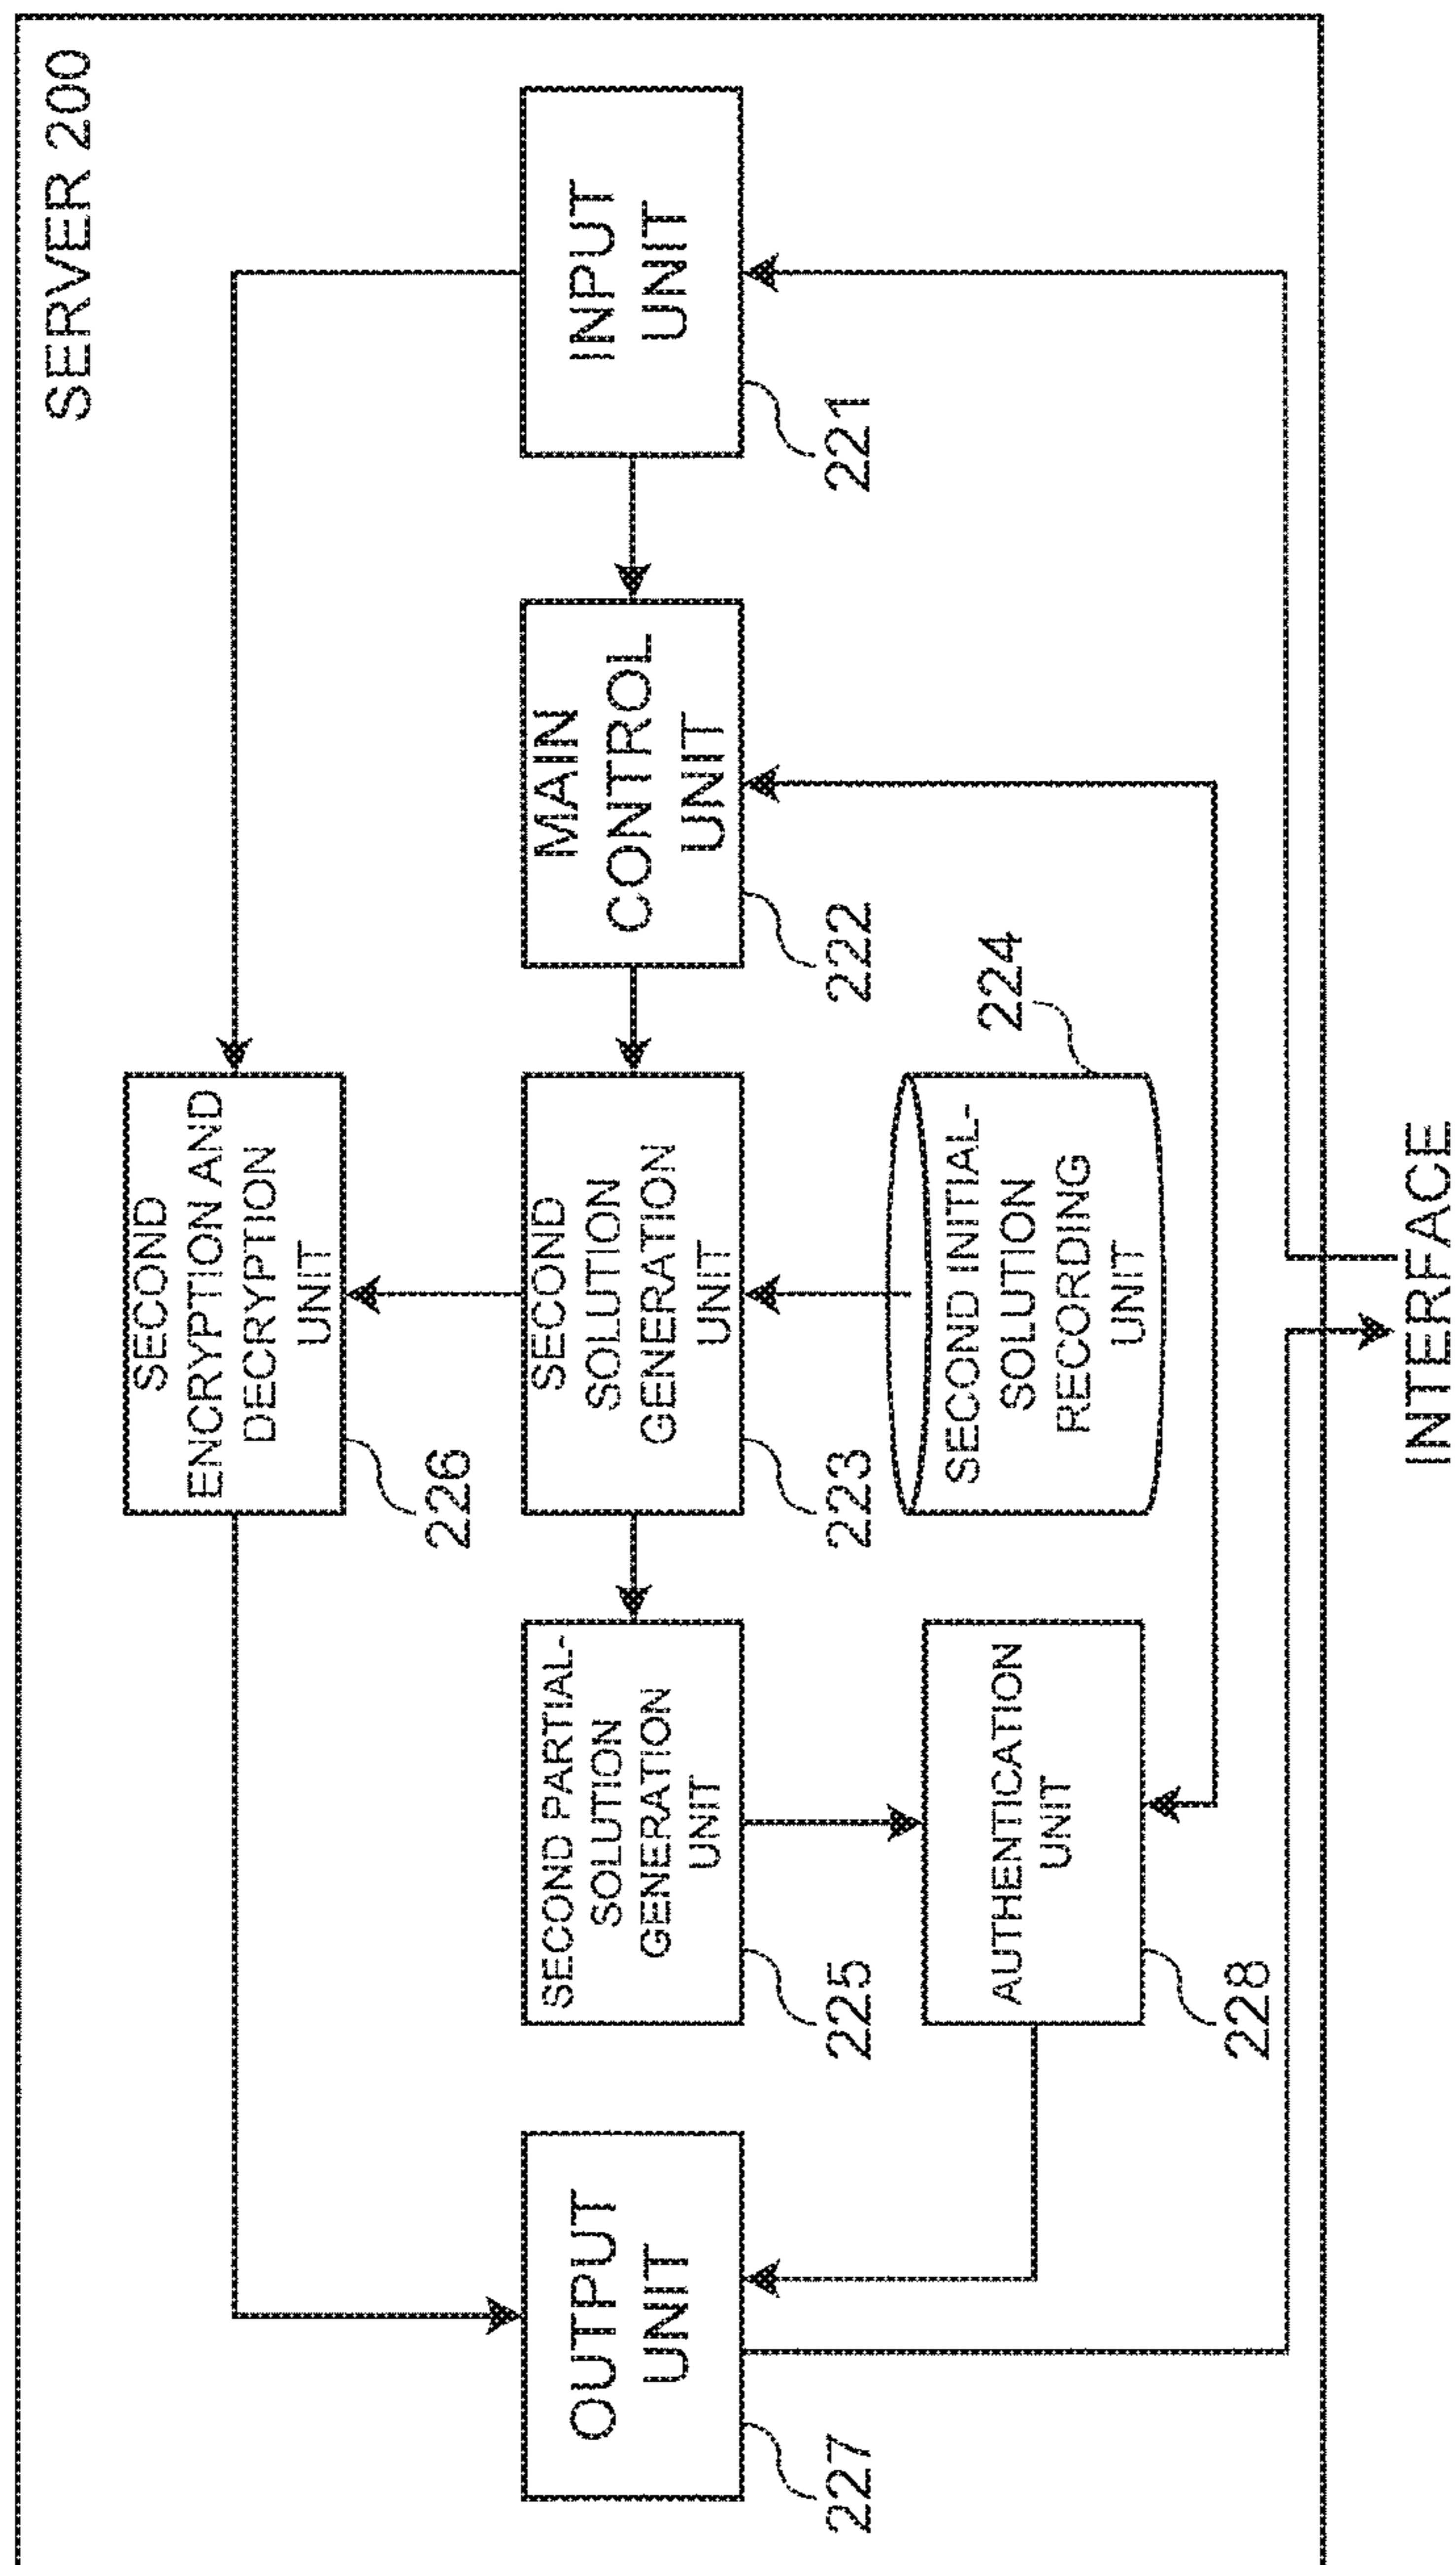 SERVER 200
SECOND
ENCRYPTION AND
DECRYPTION
UNIT
226
OUTPUT
UNIT
227
SECOND PARTIAL-
SOLUTION
GENERATION
UNIT
225
SECOND
SOLUTION
GENERATION
UNIT
223
MAIN
CONTROL
UNIT
222
INPUT
UNIT
221
AUTHENTICATION
UNIT
228
SECOND INITIAL-
SOLUTION
RECORDING
UNIT
224
INTERFACE